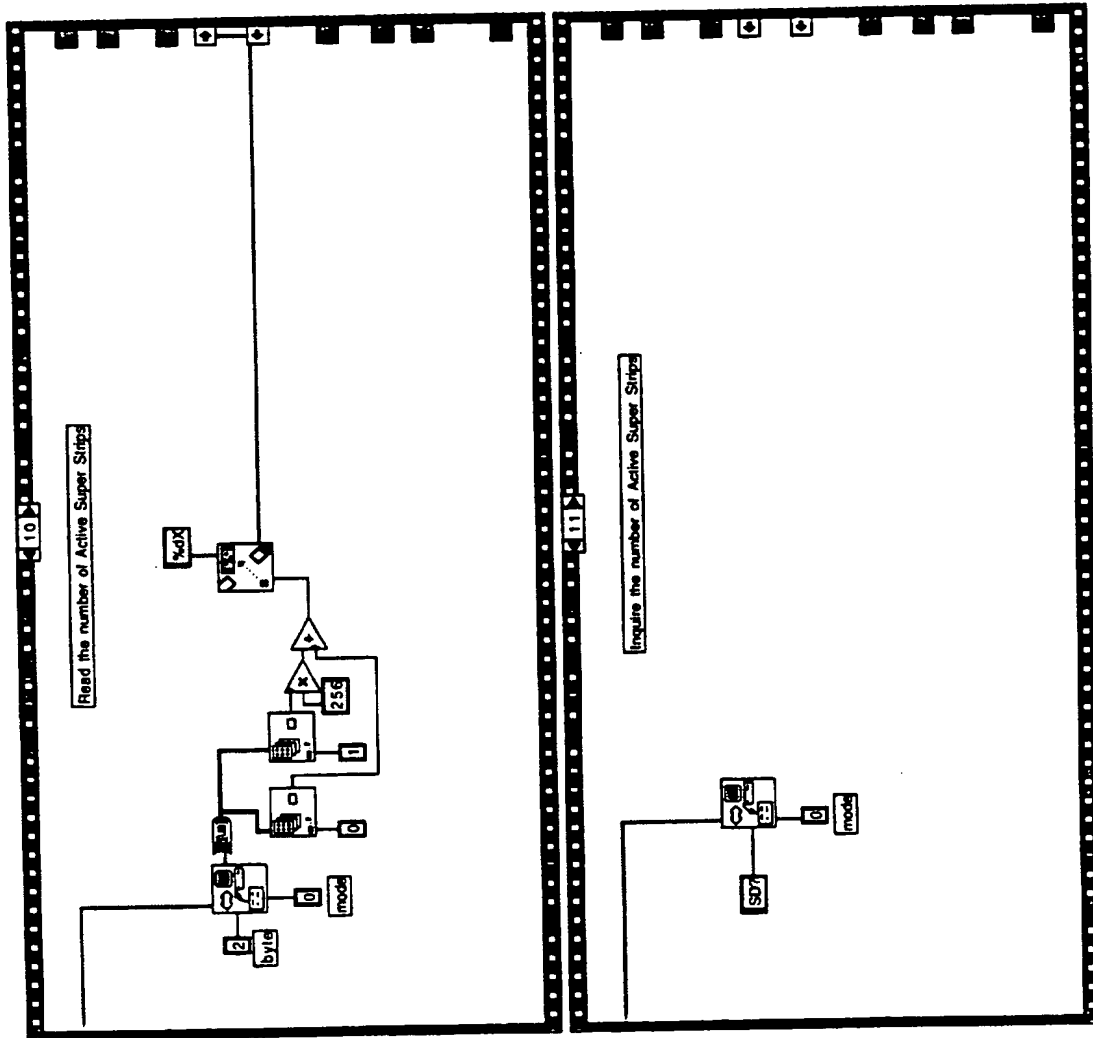 10
Read the number of Active Super Strips
%dX
256
1
0
2
byte
0
mode
11
Inquire the number of Active Super Strips
SD?
0
mode